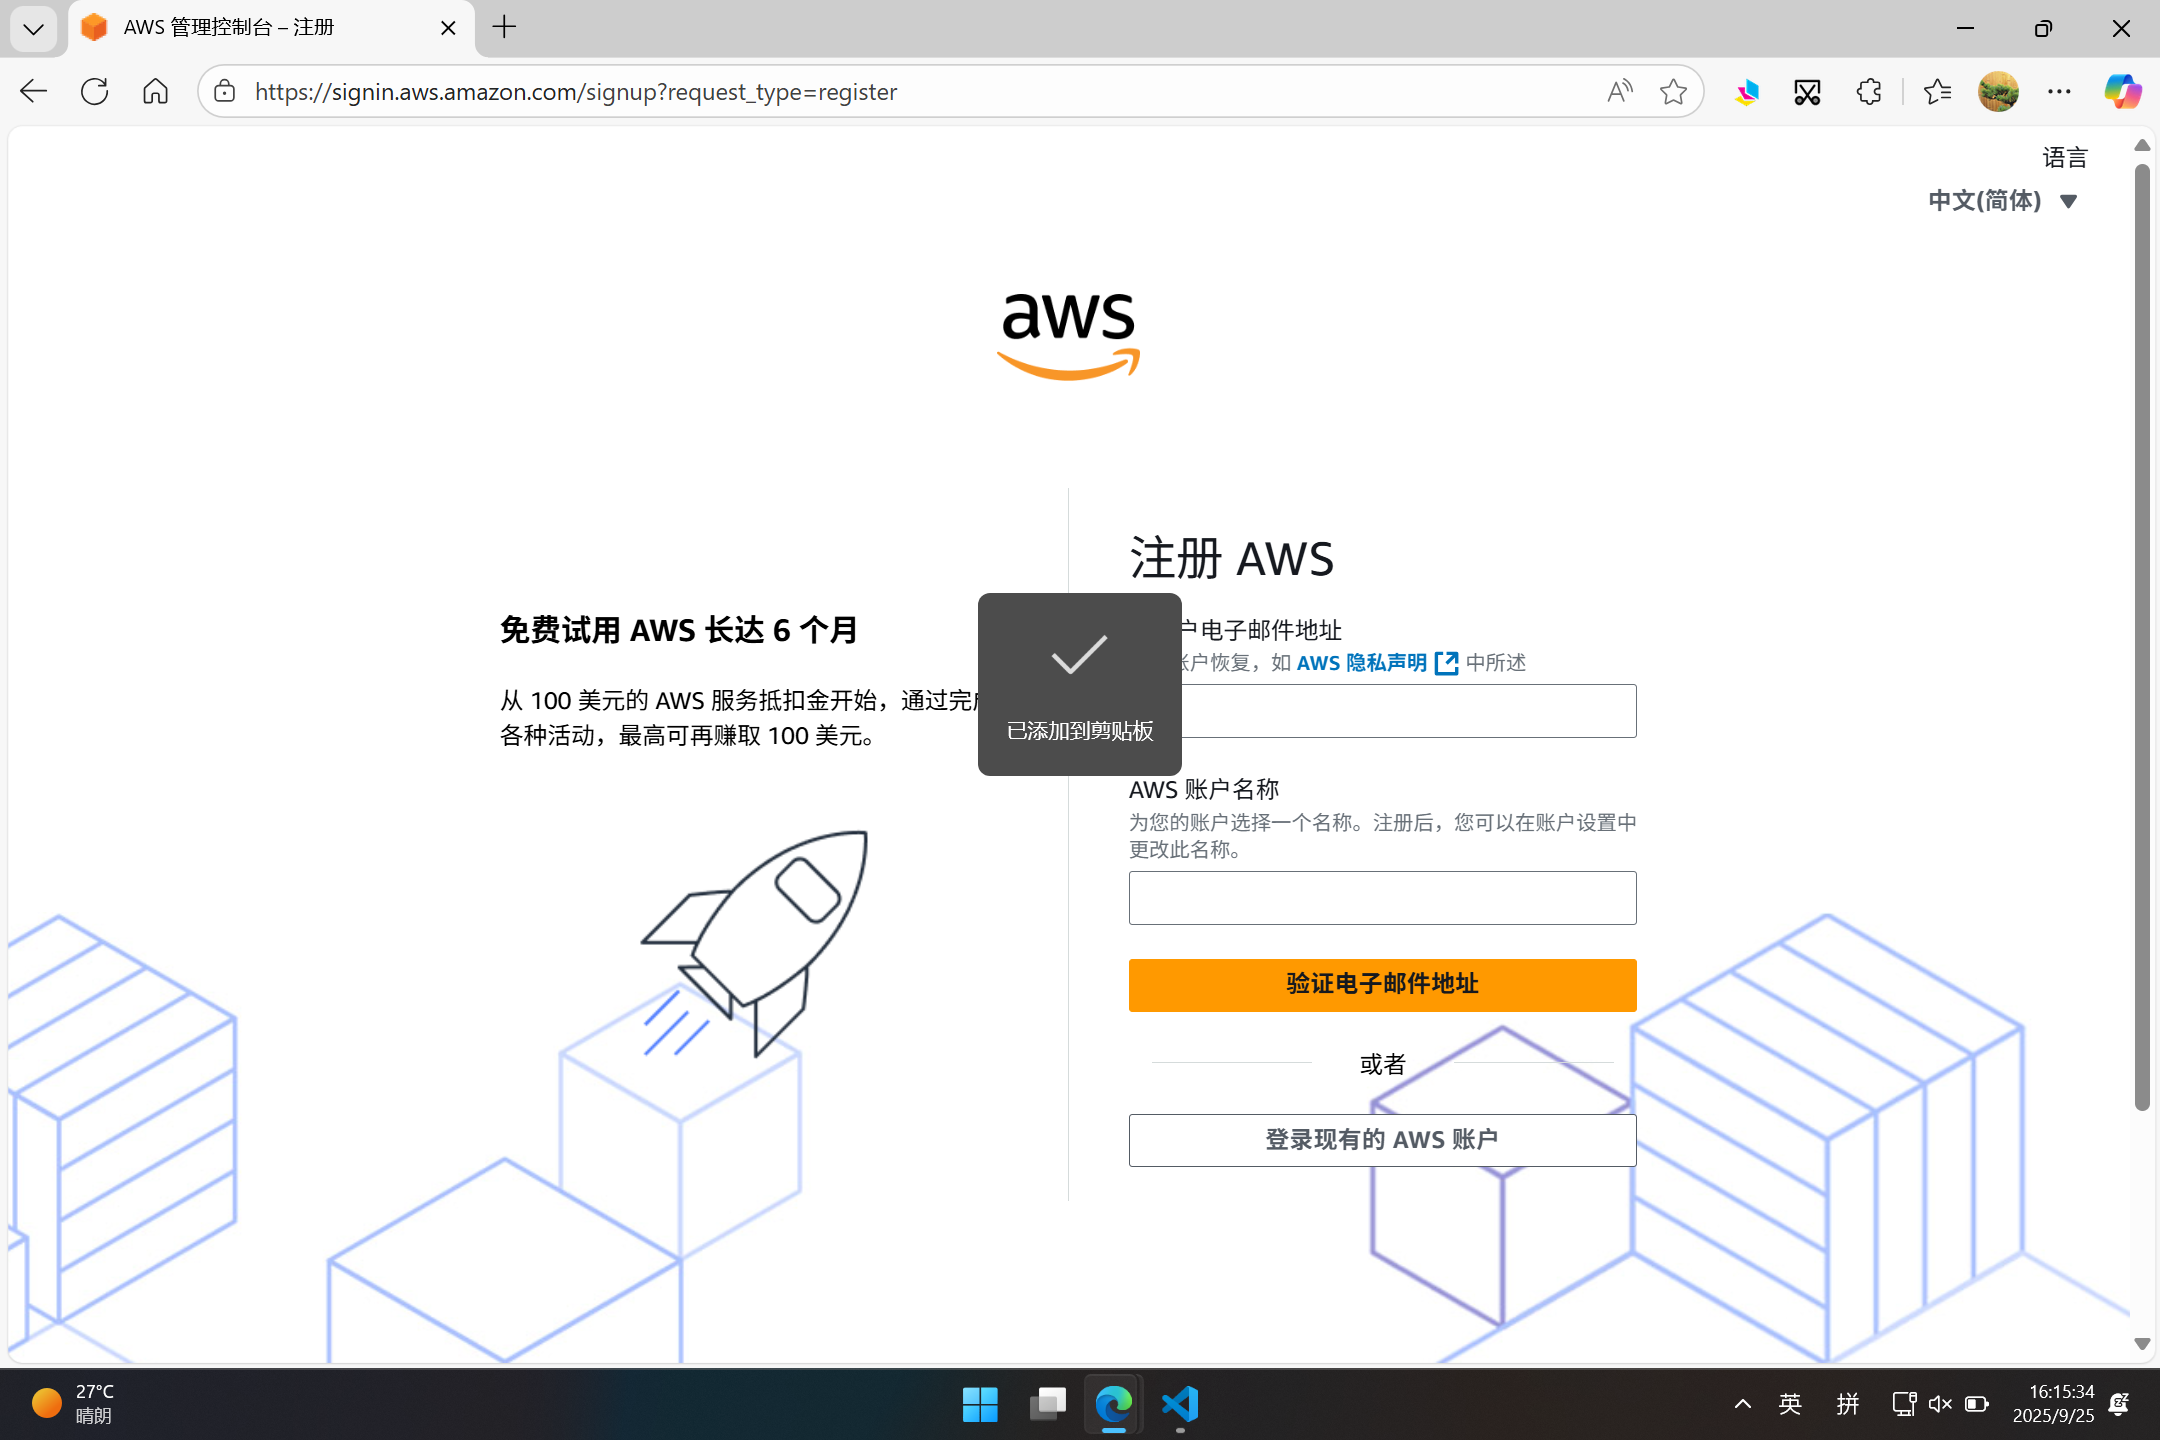 AWS 管理控制台 – 注册
https://signin.aws.amazon.com/signup?request_type=register
语言
中文(简体)
aws
免费试用 AWS 长达 6 个月
从 100 美元的 AWS 服务抵扣金开始，通过完
各种活动，最高可再赚取 100 美元。
注册 AWS
户电子邮件地址
账户恢复，如 AWS 隐私声明 中所述
已添加到剪贴板
AWS 账户名称
为您的账户选择一个名称。注册后，您可以在账户设置中
更改此名称。
验证电子邮件地址
或者
登录现有的 AWS 账户
27°C
晴朗
英
拼
16:15:34
2025/9/25